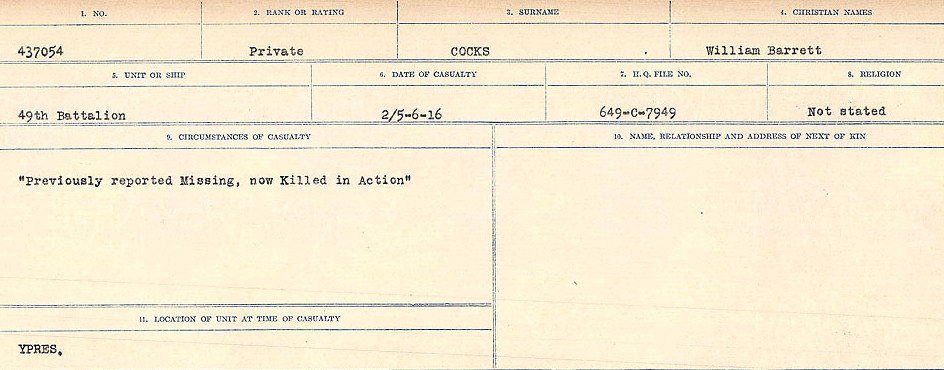 1. NO. 2. RANK OR RATING 3. SURNAME 4. CHRISTIAN NAMES
437054 Private COCKS . William Barrett
5. UNIT OR SHIP 6. DATE OF CASUALTY 7. H.Q. FILE NO. 8. RELIGION
49th Battalion 2/5-6-16 649-C-7949 Not stated
9. CIRCUMSTANCES OF CASUALTY 10. NAME, RELATIONSHIP AND ADDRESS OF NEXT OF KIN
"Previously reported Missing, now Killed in Action"
11. LOCATION OF UNIT AT TIME OF CASUALTY
YPRES.